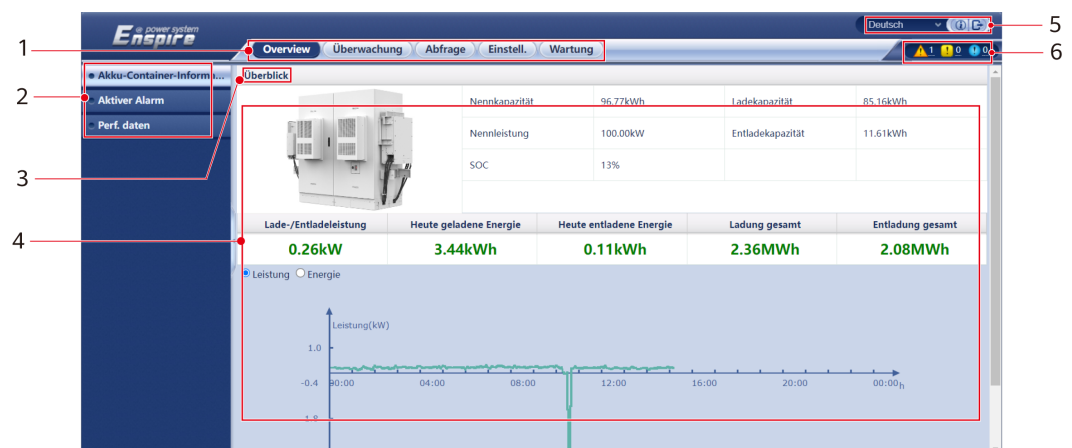 Enspire e power system
Deutsch
5
1
Overview Überwachung Abfrage Einstell. Wartung
1 0 0
6
2
Akku-Container-Informa...
Aktiver Alarm
Perf. daten
3
Überblick
Nennkapazität 96.77kWh Ladekapazität 85.16kWh
Nennleistung 100.00kW Entladekapazität 11.61kWh
SOC 13%
4
Lade-/Entladeleistung Heute geladene Energie Heute entladene Energie Ladung gesamt Entladung gesamt
0.26kW 3.44kWh 0.11kWh 2.36MWh 2.08MWh
Leistung Energie
Leistung(kW)
1.0
-0.4 00:00 04:00 08:00 12:00 16:00 20:00 00:00 h